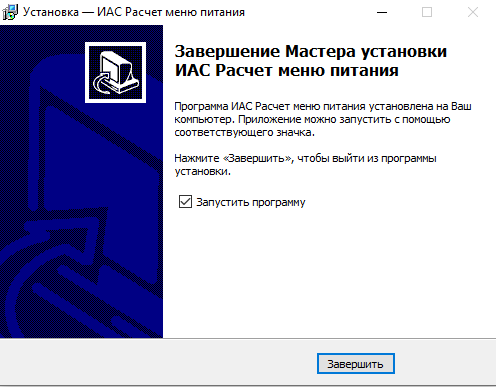 Установка — ИАС Расчет меню питания
Завершение Мастера установки
ИАС Расчет меню питания
Программа ИАС Расчет меню питания установлена на Ваш
компьютер. Приложение можно запустить с помощью
соответствующего значка.
Нажмите «Завершить», чтобы выйти из программы
установки.
Запустить программу
Завершить